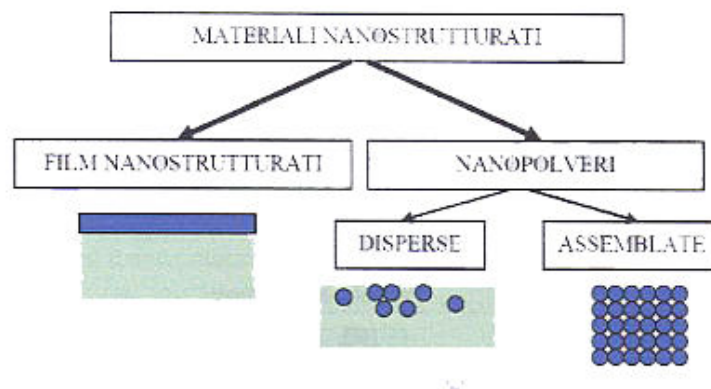 MATERIALI NANOSTRUTTURATI
FILM NANOSTRUTTURATI
NANOPOLVERI
DISPERSE
ASSEMBLATE